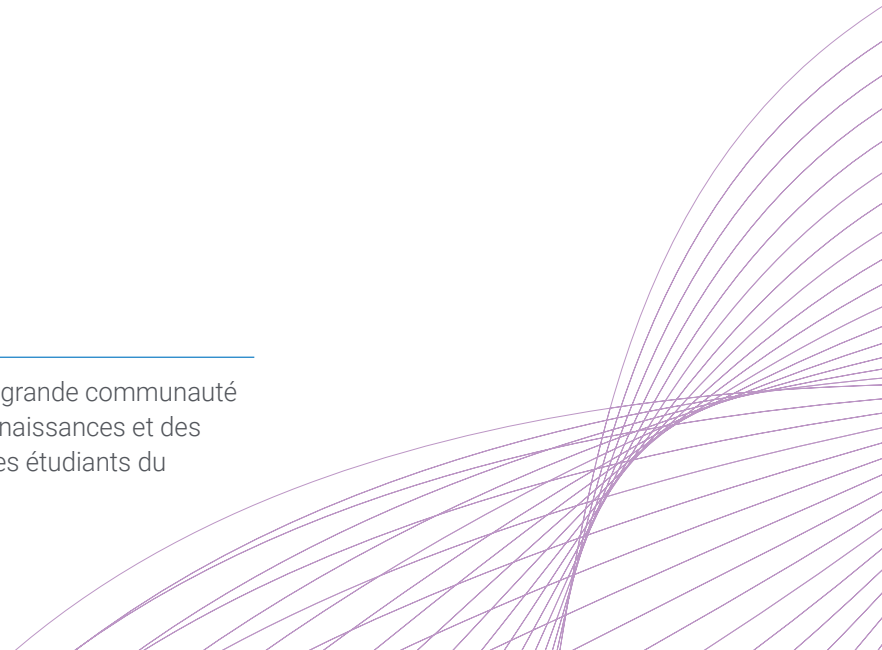 grande communauté
naissances et des
es étudiants du